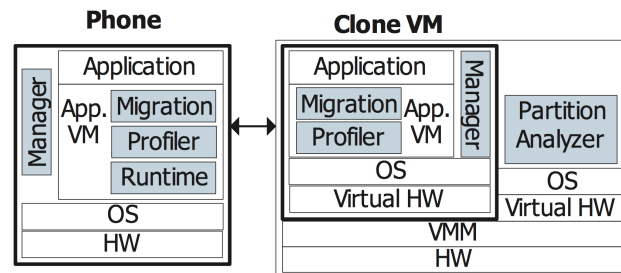 Phone
Application
Manager
App.
VM
Migration
Profiler
Runtime
OS
HW
Clone VM
Application
Migration
Profiler
App.
VM
Manager
OS
Virtual HW
Partition
Analyzer
OS
Virtual HW
VMM
HW